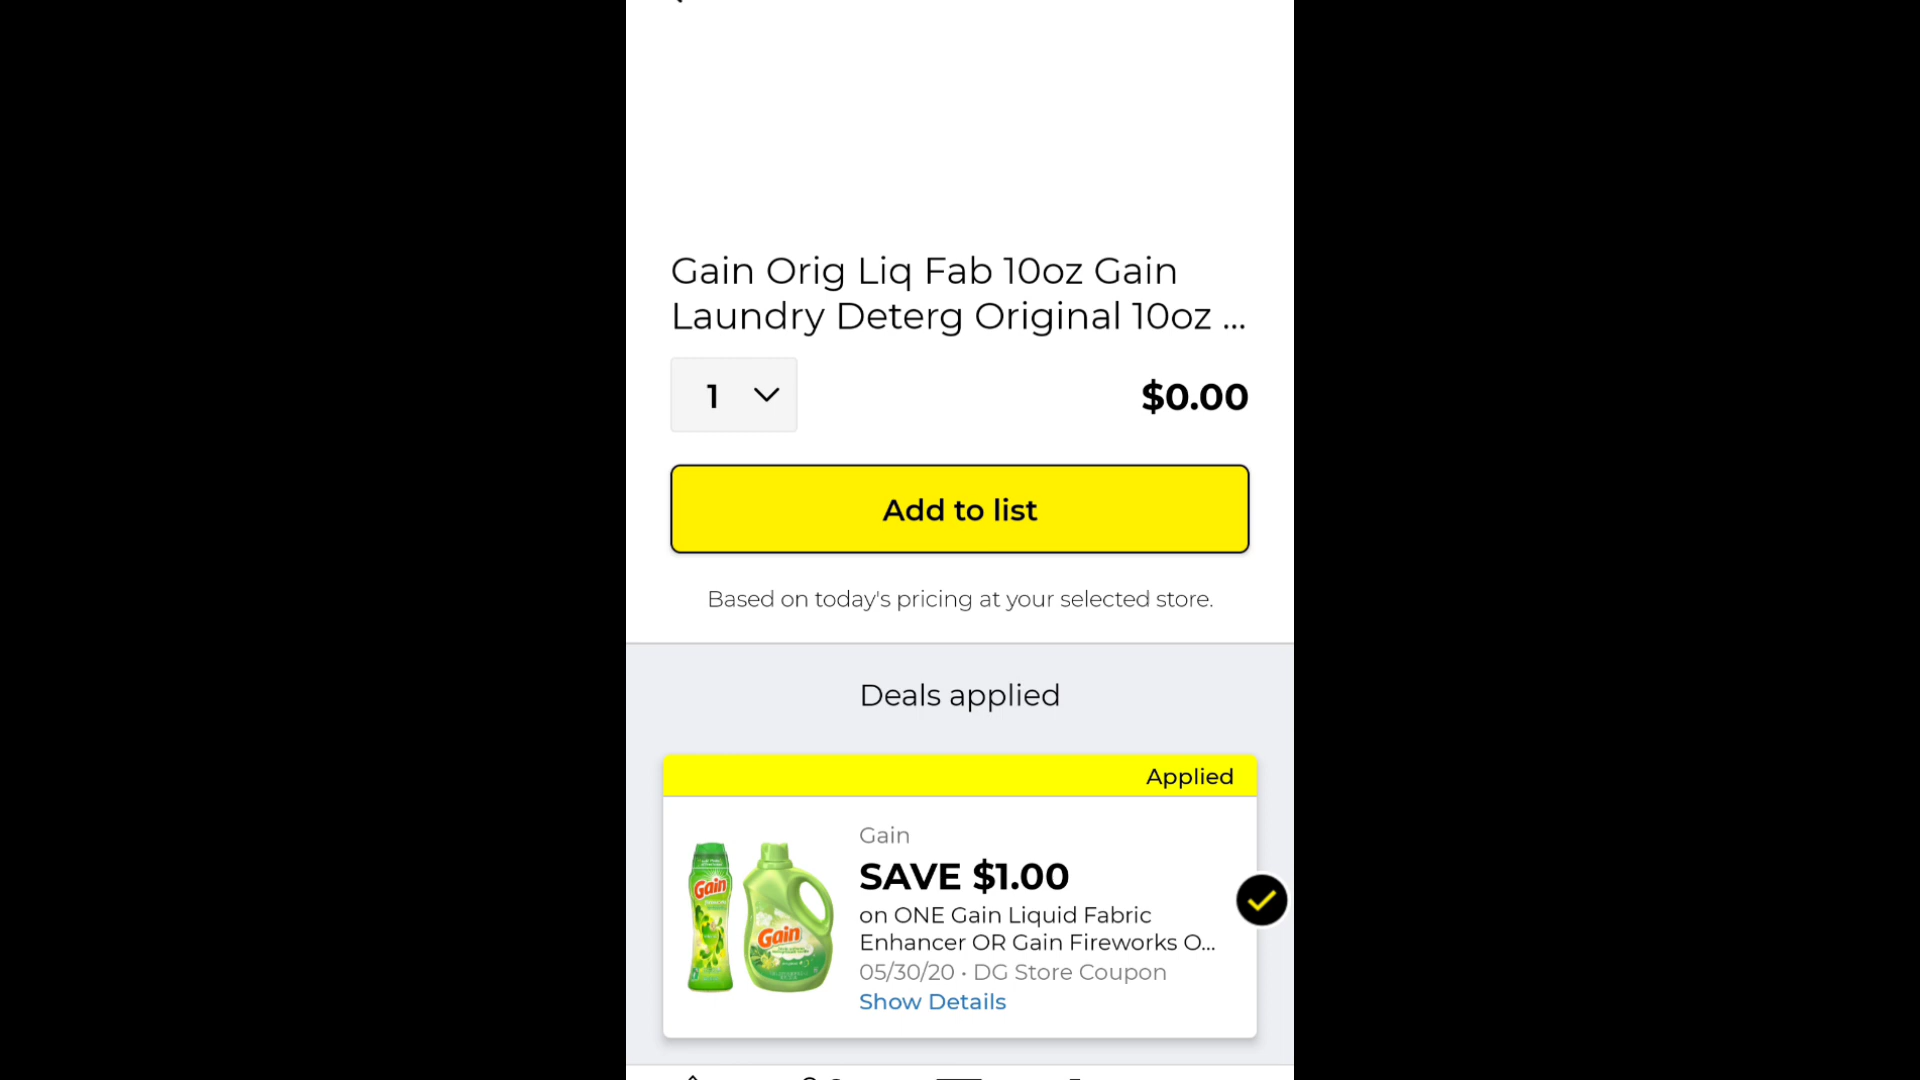 Gain Orig Liq Fab 10oz Gain
Laundry Deterg Original 10oz ...
1
$0.00
Add to list
Based on today's pricing at your selected store.
Deals applied
Applied
Gain
SAVE $1.00
on ONE Gain Liquid Fabric
Enhancer OR Gain Fireworks O...
05/30/20 • DG Store Coupon
Show Details
Gain
Gain